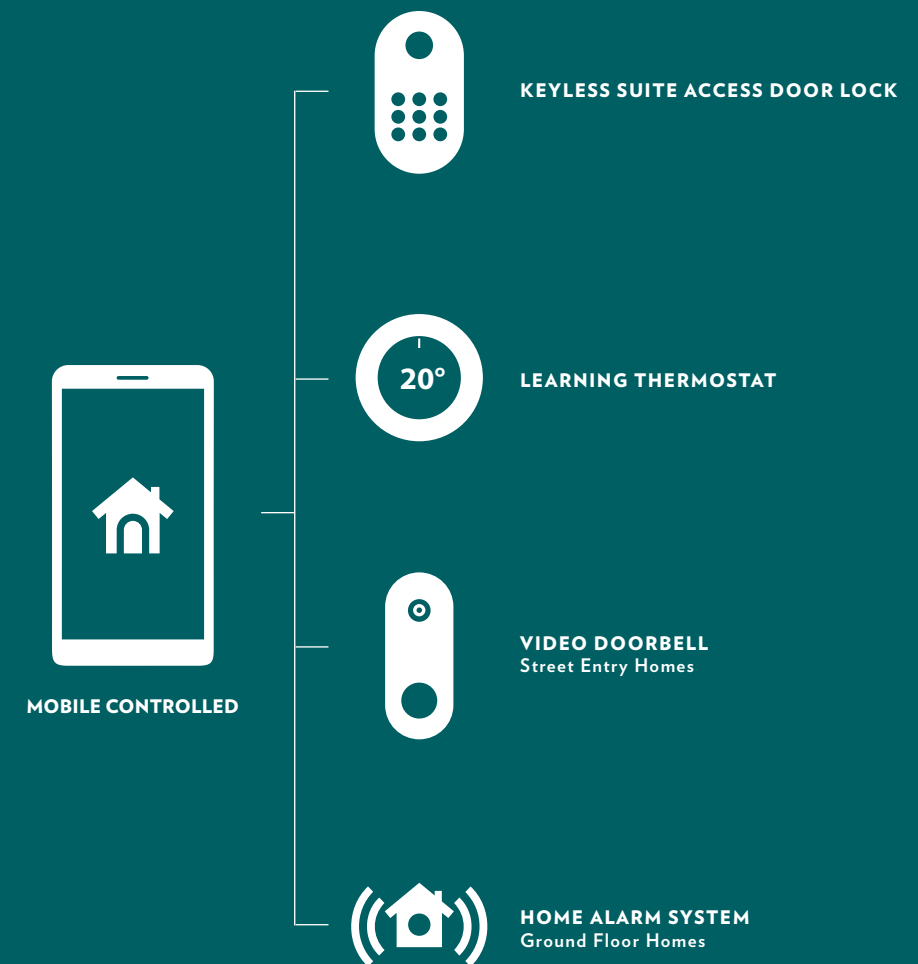 KEYLESS SUITE ACCESS DOOR LOCK
20°
LEARNING THERMOSTAT
VIDEO DOORBELL
Street Entry Homes
MOBILE CONTROLLED
HOME ALARM SYSTEM
Ground Floor Homes